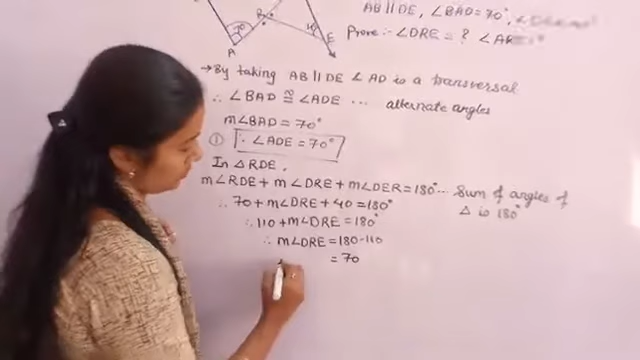 AB || DE, ∠BAD = 70°,
Prove :- ∠DRE = ?
70° R 40°
A E
→ By taking AB || DE ∠ AD is a transversal
∴ ∠BAD ≅ ∠ADE ... alternate angles
m∠BAD = 70°
① ∴ ∠ADE = 70°
In △RDE,
m∠RDE + m∠DRE + m∠DER = 180° ... Sum of angles of
△ is 180°
∴ 70 + m∠DRE + 40 = 180°
∴ 110 + m∠DRE = 180°
∴ m∠DRE = 180-110
= 70